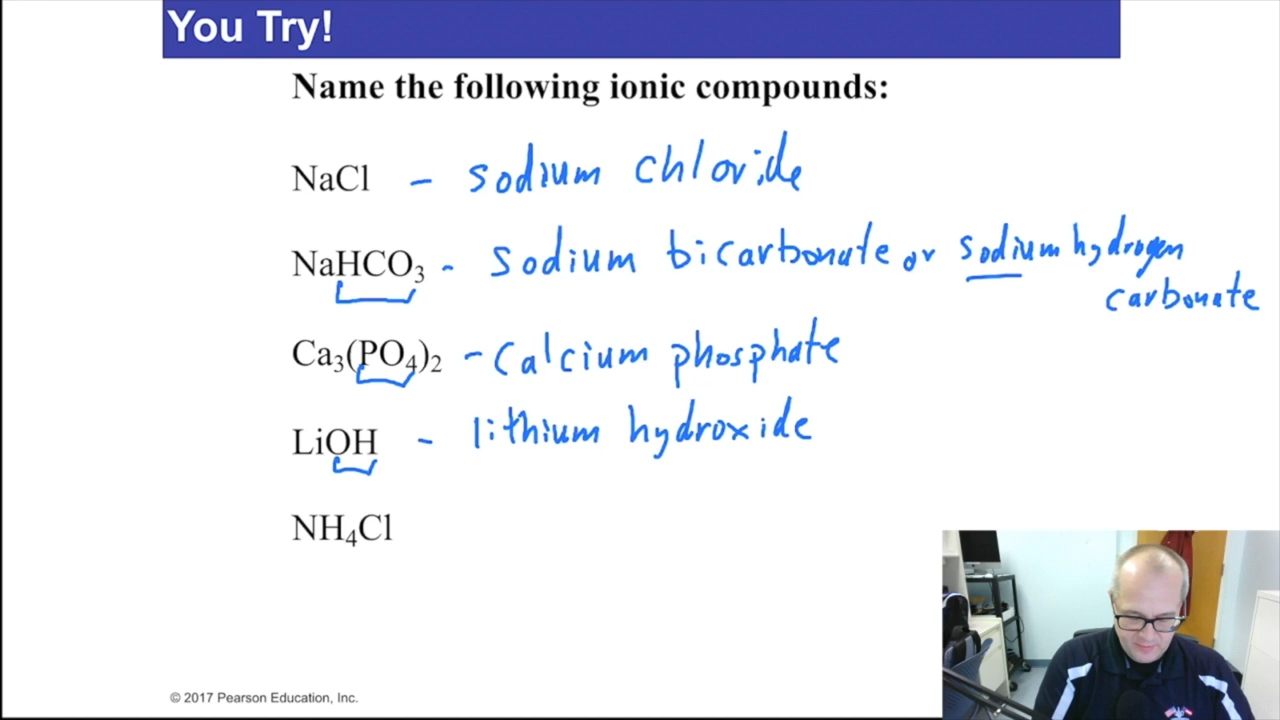 You Try!
Name the following ionic compounds:
NaCl - sodium chloride
NaHCO₃ - sodium bicarbonate or sodium hydrogen
carbonate
Ca₃(PO₄)₂ - calcium phosphate
LiOH - lithium hydroxide
NH₄Cl
© 2017 Pearson Education, Inc.